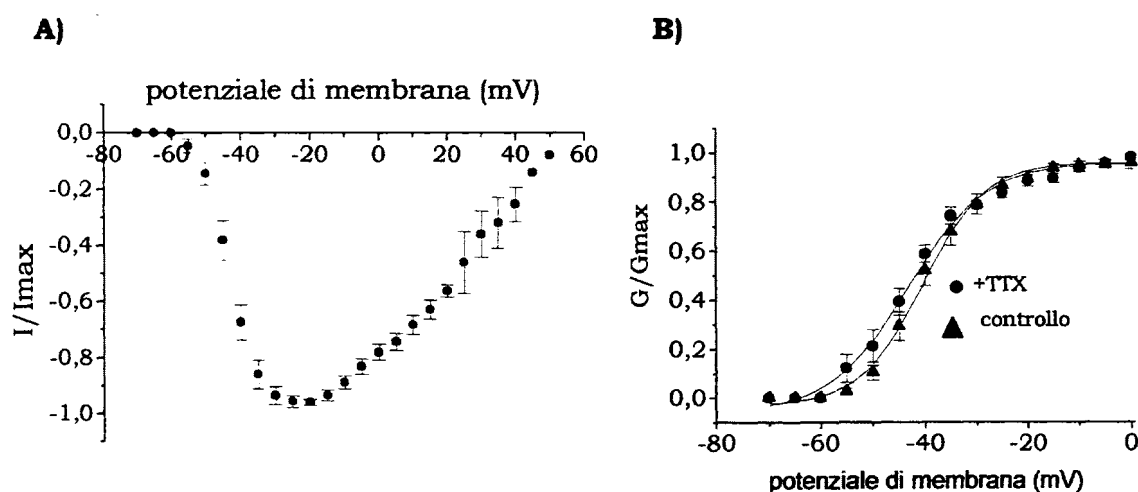 A)
potenziale di membrana (mV)
0,0
-80 -60 -40 -20 0 20 40 60
-0,2
-0,4
-0,6
-0,8
-1,0
I/Imax
B)
1,0
0,8
0,6
0,4
0,2
0,0
G/Gmax
+TTX
controllo
-80 -60 -40 -20 0
potenziale di membrana (mV)